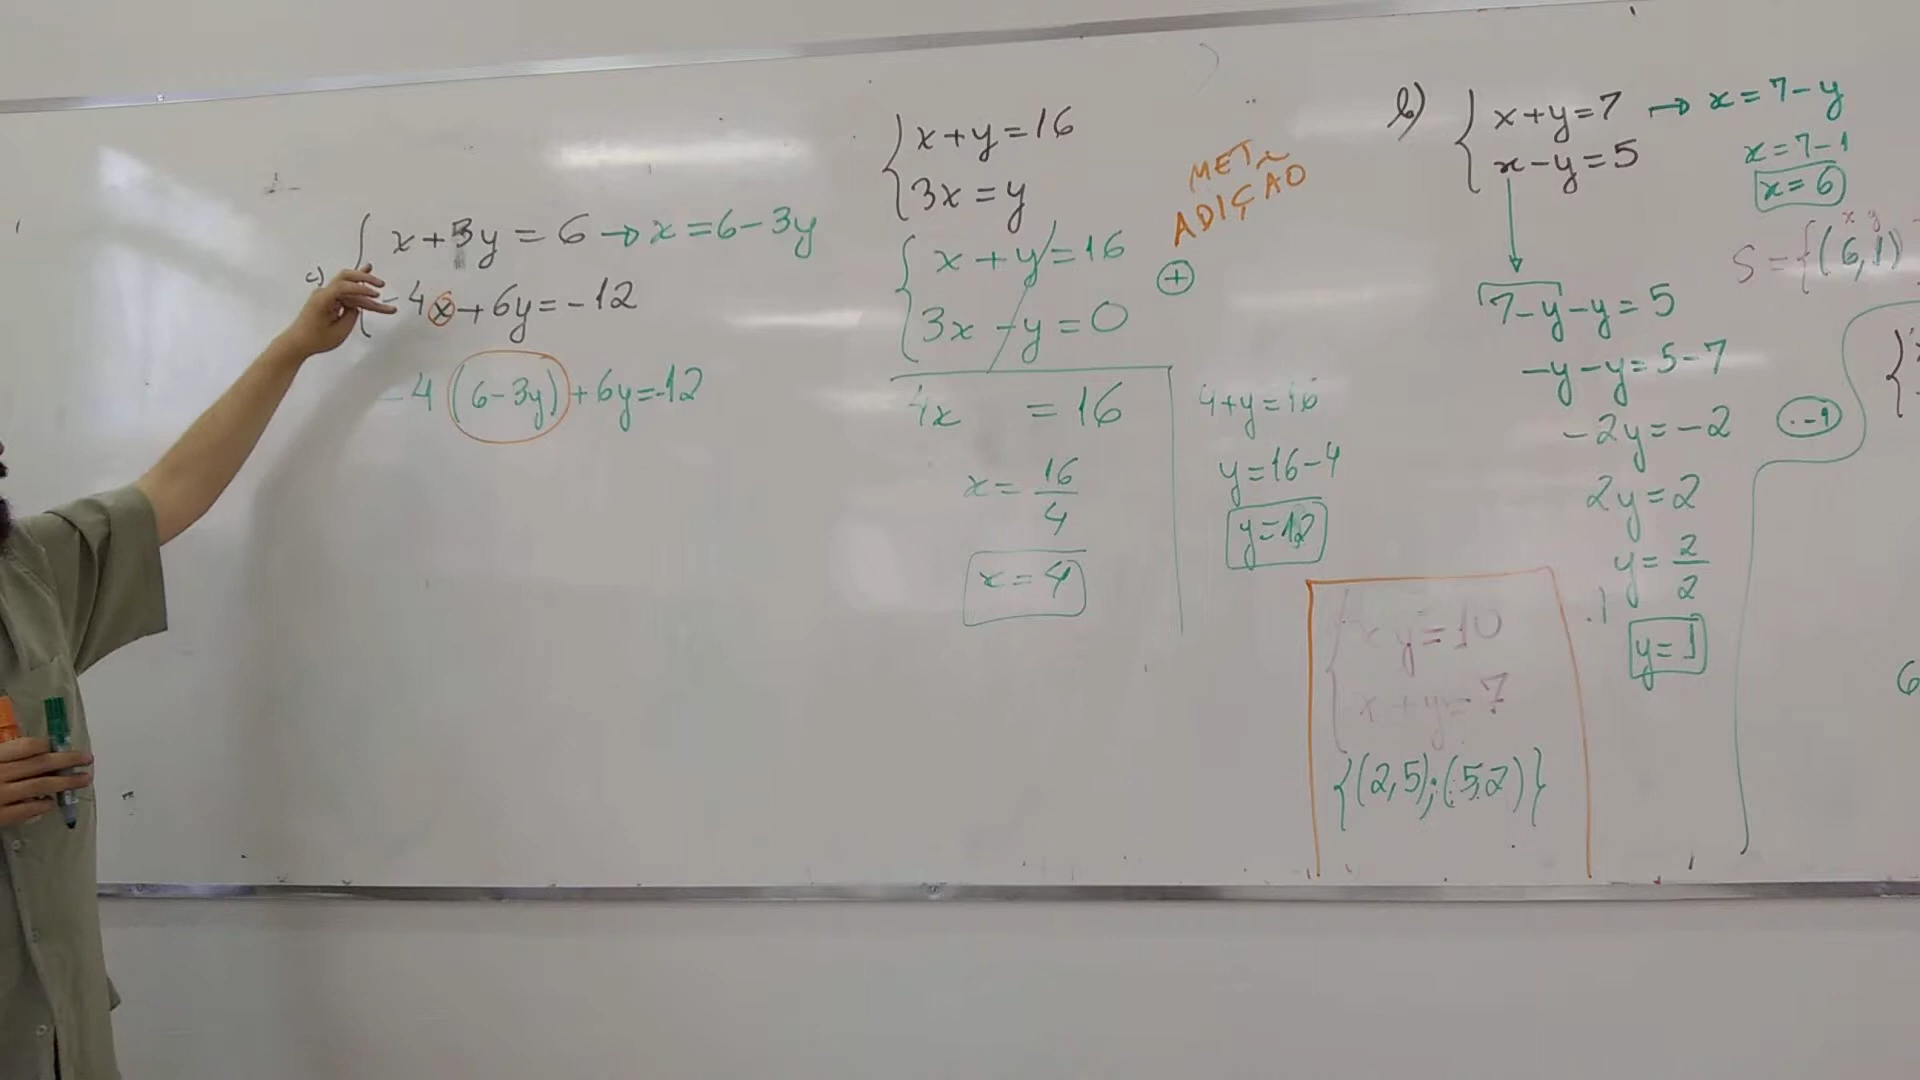 c)
x+3y=6 → x=6-3y
-4x+6y=-12
-4(6-3y)+6y=-12
x+y=16
3x=y
x+y=16
3x-y=0
+
MET
ADIÇÃO
4x =16
x=16/4
x=4
4+y=16
y=16-4
y=12
b)
x+y=7 → x=7-y
x-y=5
x=7-1
x=6
x y
S={(6,1)
7-y-y=5
-y-y=5-7
-2y=-2
.-1
2y=2
y=2/2
y=1
x y=10
x+y=7
{(2,5);(5,2)}
6